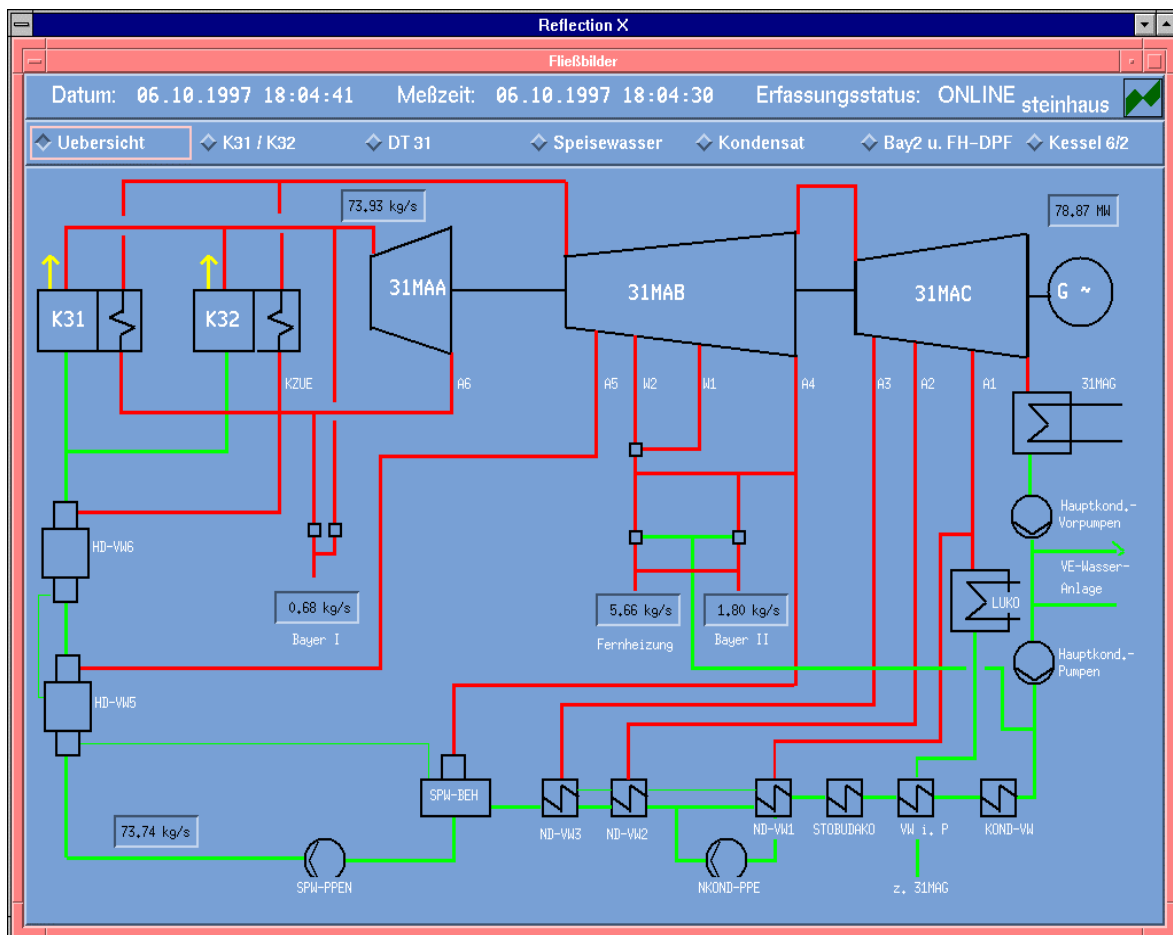 Reflection X
Fließbilder
Datum: 06.10.1997 18:04:41 Meßzeit: 06.10.1997 18:04:30 Erfassungsstatus: ONLINE steinhaus
Uebersicht K31 / K32 DT 31 Speisewasser Kondensat Bay2 u. FH-DPF Kessel 6/2
73.93 kg/s
78.87 MW
31MAA
31MAB
31MAC
G ~
K31
K32
KZUE
A6
A5
W2
W1
A4
A3
A2
A1
31MAG
Hauptkond.-
Vorpumpen
HD-VW6
VE-Wasser-
Anlage
0.68 kg/s
5.66 kg/s
1.80 kg/s
LUKO
Bayer I
Fernheizung
Bayer II
Hauptkond.-
Pumpen
HD-VW5
SPW-BEH
73.74 kg/s
ND-VW3
ND-VW2
ND-VW1
STOBUDAKO
VW i. P
KOND-VW
SPW-PPEN
NKOND-PPE
z. 31MAG